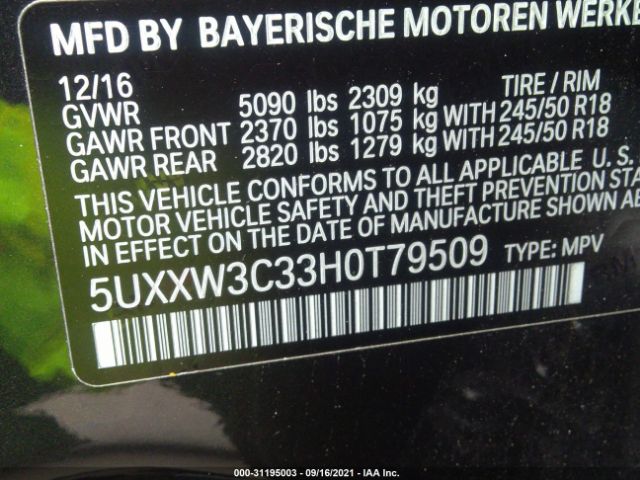 MFD BY BAYERISCHE MOTOREN WERKE
12/16 TIRE / RIM
GVWR 5090 lbs 2309 kg
GAWR FRONT 2370 lbs 1075 kg WITH 245/50 R18
GAWR REAR 2820 lbs 1279 kg WITH 245/50 R18
THIS VEHICLE CONFORMS TO ALL APPLICABLE U. S.
MOTOR VEHICLE SAFETY AND THEFT PREVENTION STA
IN EFFECT ON THE DATE OF MANUFACTURE SHOWN AB
5UXXW3C33H0T79509 TYPE: MPV
000-31195003 - 09/16/2021 - IAA Inc.